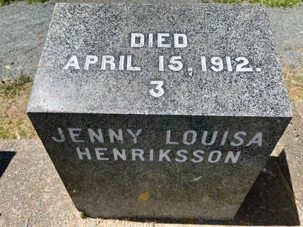 DIED
APRIL 15, 1912.
3
JENNY LOUISA
HENRIKSSON